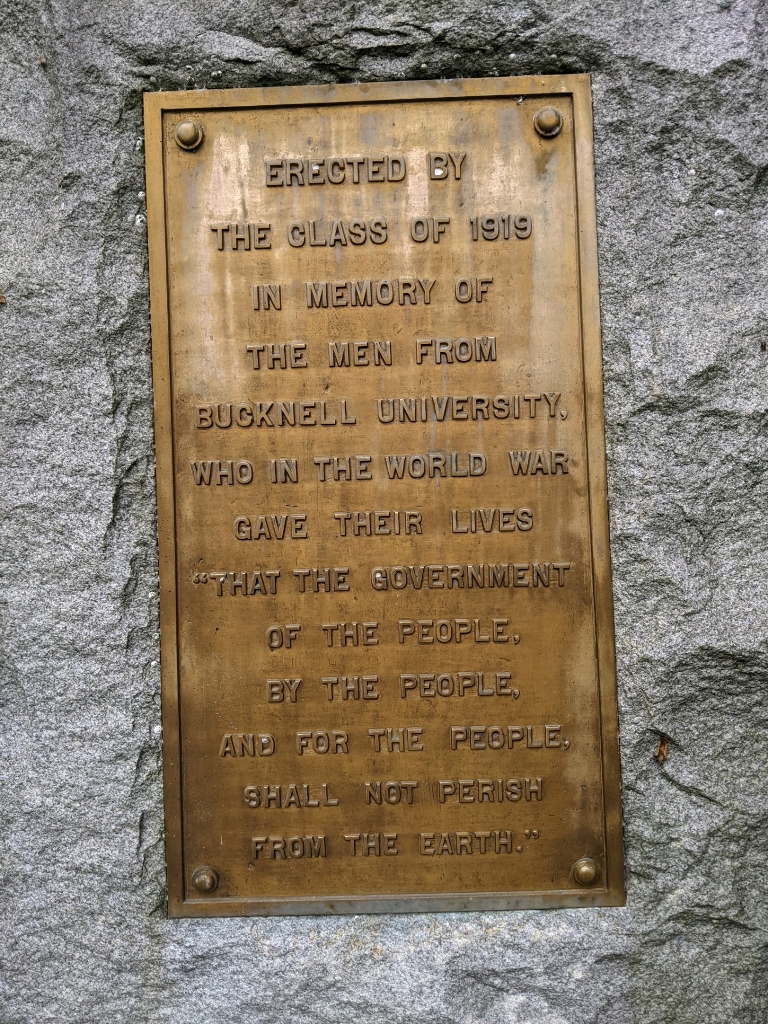 ERECTED BY
THE CLASS OF 1919
IN MEMORY OF
THE MEN FROM
BUCKNELL UNIVERSITY,
WHO IN THE WORLD WAR
GAVE THEIR LIVES
“THAT THE GOVERNMENT
OF THE PEOPLE,
BY THE PEOPLE,
AND FOR THE PEOPLE,
SHALL NOT PERISH
FROM THE EARTH.”